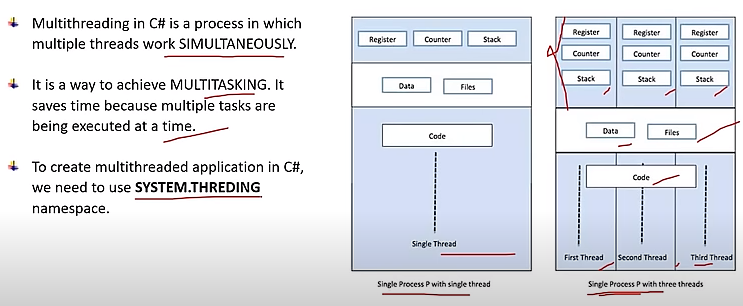 Multithreading in C# is a process in which
multiple threads work SIMULTANEOUSLY.
It is a way to achieve MULTITASKING. It
saves time because multiple tasks are
being executed at a time.
To create multithreaded application in C#,
we need to use SYSTEM.THREDING
namespace.
Register Counter Stack
Data Files
Code
Single Thread
Single Process P with single thread
Register Register Register
Counter Counter Counter
Stack Stack Stack
Data Files
Code
First Thread Second Thread Third Thread
Single Process P with three threads